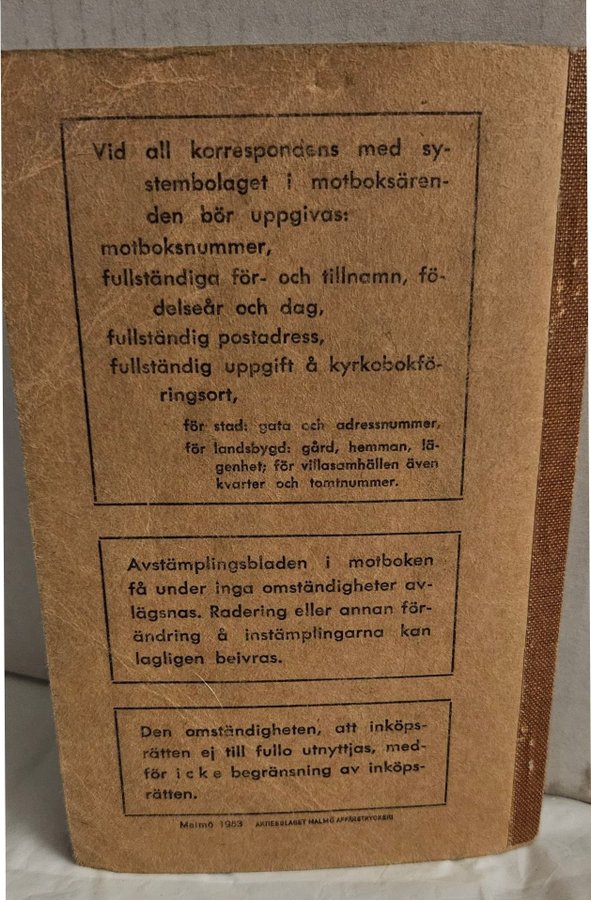 Vid all korrespondens med sy-
stembolaget i motboksären-
den bör uppgivas:
motboksnummer,
fullständiga för- och tillnamn, fö-
delseår och dag,
fullständig postadress,
fullständig uppgift å kyrkobokfö-
ringsort,
för stad: gata och adressnummer,
för landsbygd: gård, hemman, lä-
genhet; för villasamhällen även
kvarter och tomtnummer.
Avstämplingsbladen i motboken
få under inga omständigheter av-
lägsnas. Radering eller annan för-
ändring å instämplingarna kan
lagligen beivras.
Den omständigheten, att inköps-
rätten ej till fullo utnyttjas, med-
för icke begränsning av inköps-
rätten.
Malmö 1953 AKTIEBOLAGET MALMÖ AFFÄRSTRYCKERI